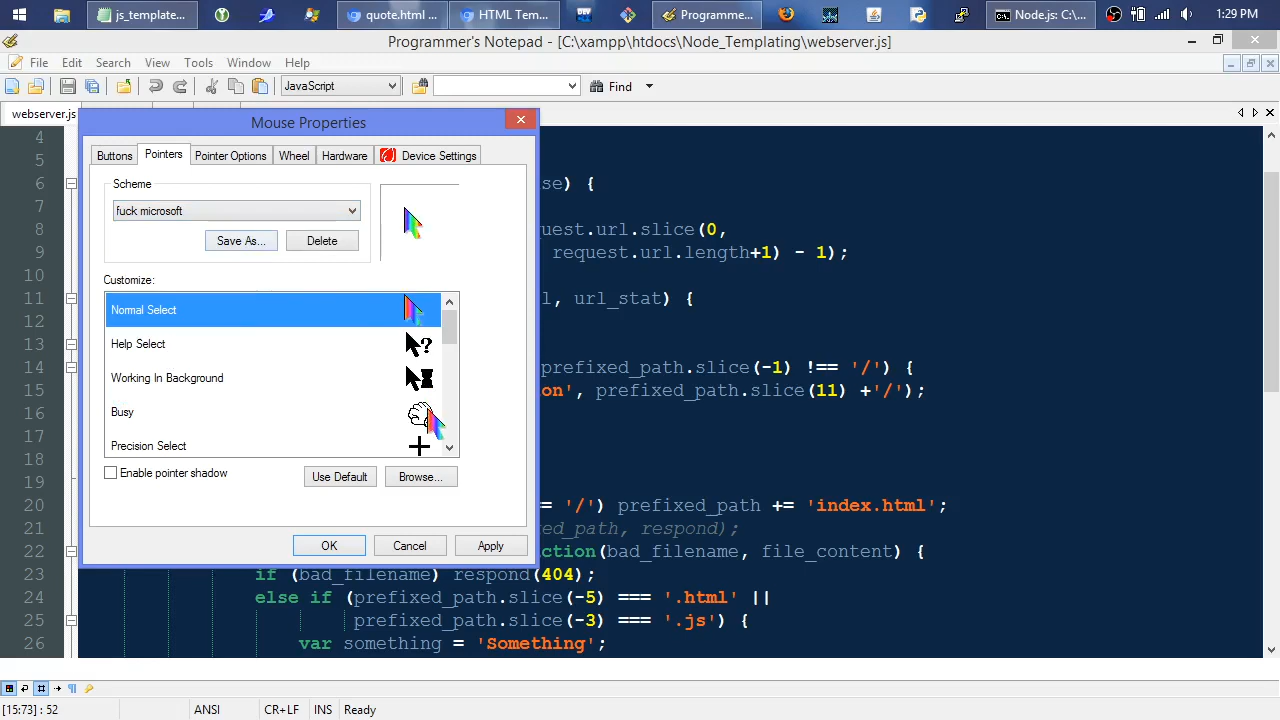 js_template...
quote.html ...
HTML Tem...
Programme...
Node.js: C:\...
1:29 PM
Programmer's Notepad - [C:\xampp\htdocs\Node_Templating\webserver.js]
File Edit Search View Tools Window Help
JavaScript
Find
webserver.js
Mouse Properties
Buttons Pointers Pointer Options Wheel Hardware Device Settings
Scheme
fuck microsoft
Save As... Delete
Customize:
Normal Select
Help Select
Working In Background
Busy
Precision Select
Enable pointer shadow
Use Default Browse...
OK Cancel Apply
4
5
6 se) {
7
8 quest.url.slice(0,
9 request.url.length+1) - 1);
10
11 l, url_stat) {
12
13
14 prefixed_path.slice(-1) !== '/') {
15 on', prefixed_path.slice(11) +'/');
16
17
18
19
20 == '/') prefixed_path += 'index.html';
21 ed_path, respond);
22 ction(bad_filename, file_content) {
23 if (bad_filename) respond(404);
24 else if (prefixed_path.slice(-5) === '.html' ||
25 prefixed_path.slice(-3) === '.js') {
26 var something = 'Something';
[15:73] : 52 ANSI CR+LF INS Ready